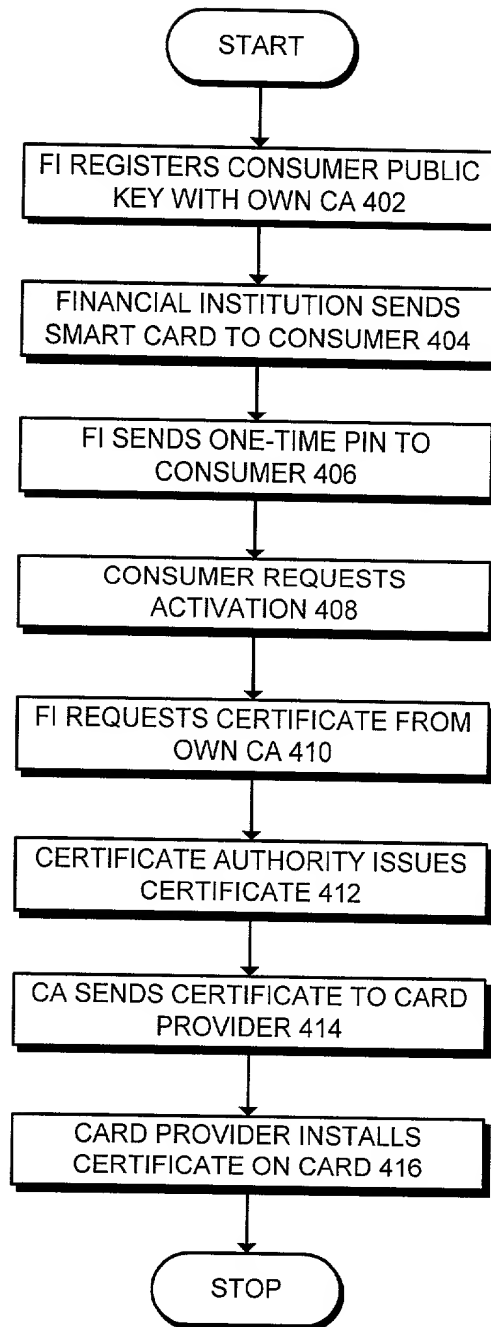 START
FI REGISTERS CONSUMER PUBLIC
KEY WITH OWN CA 402
FINANCIAL INSTITUTION SENDS
SMART CARD TO CONSUMER 404
FI SENDS ONE-TIME PIN TO
CONSUMER 406
CONSUMER REQUESTS
ACTIVATION 408
FI REQUESTS CERTIFICATE FROM
OWN CA 410
CERTIFICATE AUTHORITY ISSUES
CERTIFICATE 412
CA SENDS CERTIFICATE TO CARD
PROVIDER 414
CARD PROVIDER INSTALLS
CERTIFICATE ON CARD 416
STOP